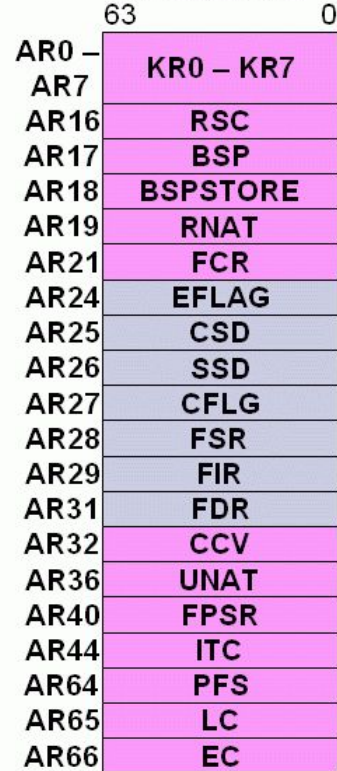 63 0
AR0 –
AR7 KR0 – KR7
AR16 RSC
AR17 BSP
AR18 BSPSTORE
AR19 RNAT
AR21 FCR
AR24 EFLAG
AR25 CSD
AR26 SSD
AR27 CFLG
AR28 FSR
AR29 FIR
AR31 FDR
AR32 CCV
AR36 UNAT
AR40 FPSR
AR44 ITC
AR64 PFS
AR65 LC
AR66 EC